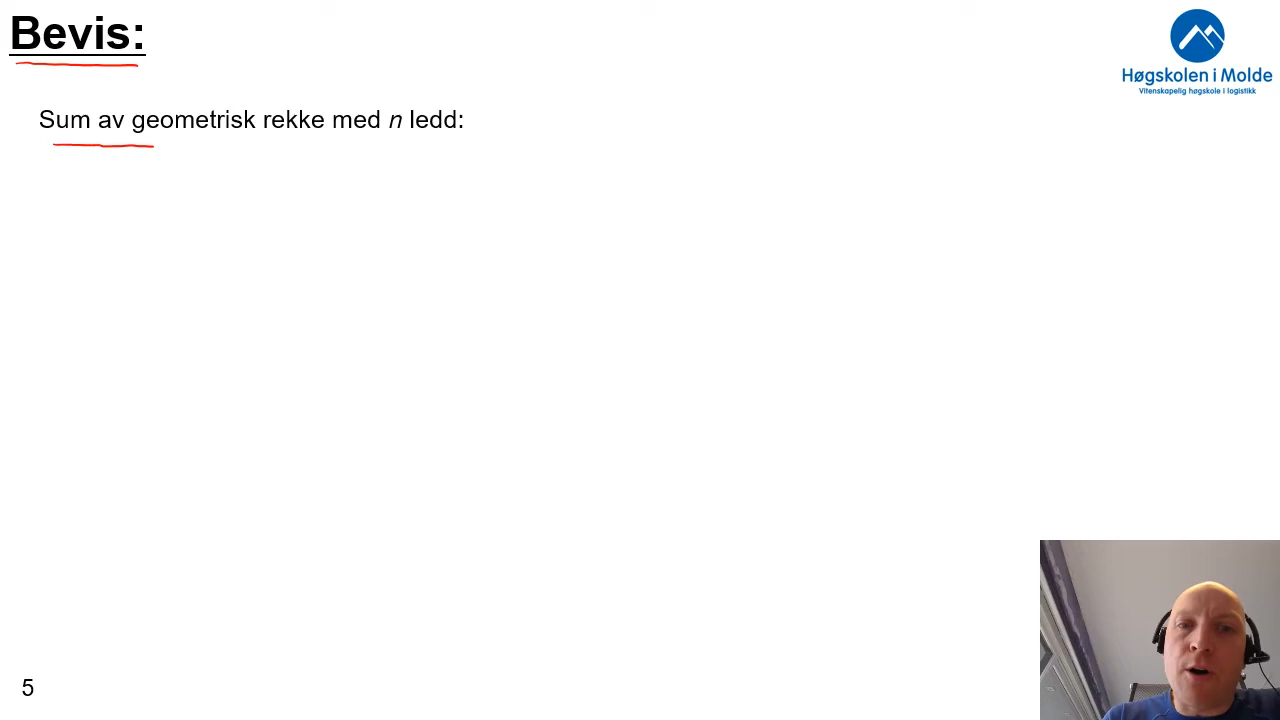 Bevis:
Høgskolen i Molde
Vitenskapelig høgskole i logistikk
Sum av geometrisk rekke med n ledd:
5